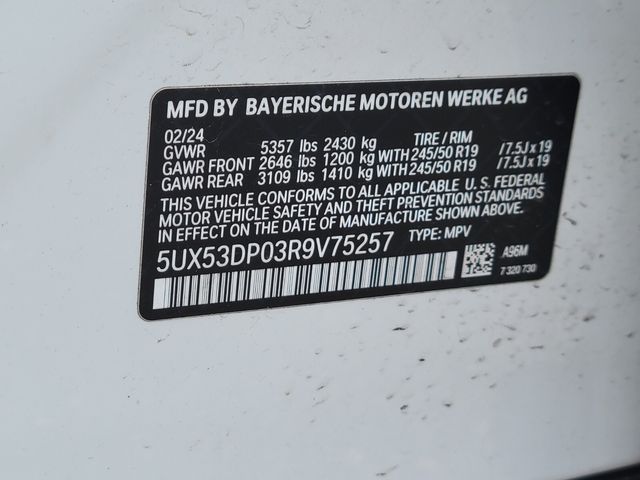 MFD BY BAYERISCHE MOTOREN WERKE AG
02/24 TIRE / RIM
GVWR 5357 lbs 2430 kg
GAWR FRONT 2646 lbs 1200 kg WITH 245/50 R19 /7.5J x 19
GAWR REAR 3109 lbs 1410 kg WITH 245/50 R19 /7.5J x 19
THIS VEHICLE CONFORMS TO ALL APPLICABLE U.S. FEDERAL
MOTOR VEHICLE SAFETY AND THEFT PREVENTION STANDARDS
IN EFFECT ON THE DATE OF MANUFACTURE SHOWN ABOVE.
5UX53DP03R9V75257 TYPE: MPV
A96M
7 320 730